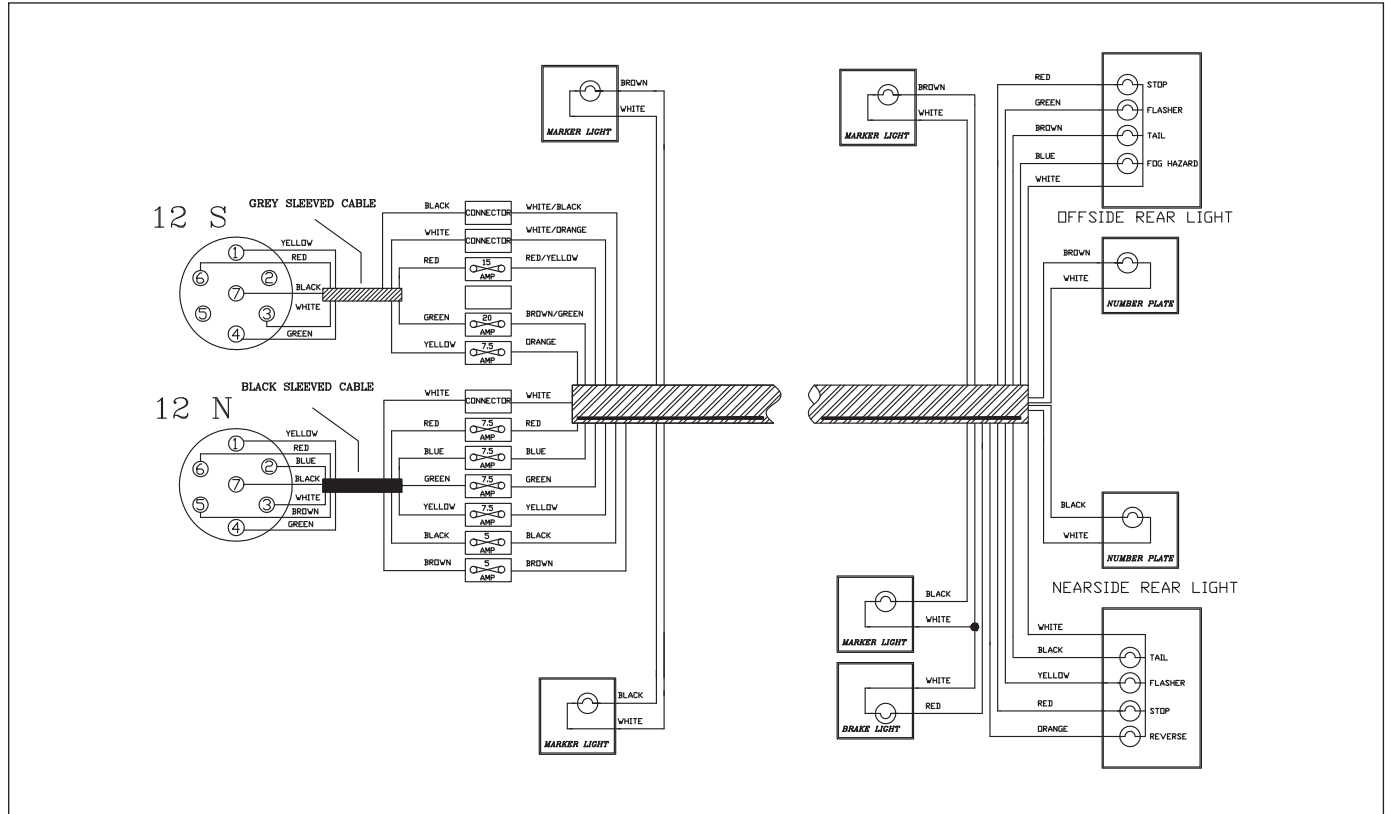 BROWN
WHITE
MARKER LIGHT
BROWN
WHITE
MARKER LIGHT
RED
GREEN
BROWN
BLUE
WHITE
STOP
FLASHER
TAIL
FOG HAZARD
OFFSIDE REAR LIGHT
BROWN
WHITE
NUMBER PLATE
12 S
GREY SLEEVED CABLE
1
6
2
7
5
3
4
YELLOW
RED
BLACK
WHITE
GREEN
BLACK
CONNECTOR
WHITE/BLACK
WHITE
CONNECTOR
WHITE/ORANGE
RED
15
AMP
RED/YELLOW
GREEN
20
AMP
BROWN/GREEN
YELLOW
7.5
AMP
ORANGE
12 N
BLACK SLEEVED CABLE
1
6
2
7
5
3
4
YELLOW
RED
BLUE
BLACK
WHITE
BROWN
GREEN
WHITE
CONNECTOR
WHITE
RED
7.5
AMP
RED
BLUE
7.5
AMP
BLUE
GREEN
7.5
AMP
GREEN
YELLOW
7.5
AMP
YELLOW
BLACK
5
AMP
BLACK
BROWN
5
AMP
BROWN
BLACK
WHITE
MARKER LIGHT
BLACK
WHITE
MARKER LIGHT
WHITE
RED
BRAKE LIGHT
BLACK
WHITE
NUMBER PLATE
NEARSIDE REAR LIGHT
WHITE
BLACK
YELLOW
RED
ORANGE
TAIL
FLASHER
STOP
REVERSE